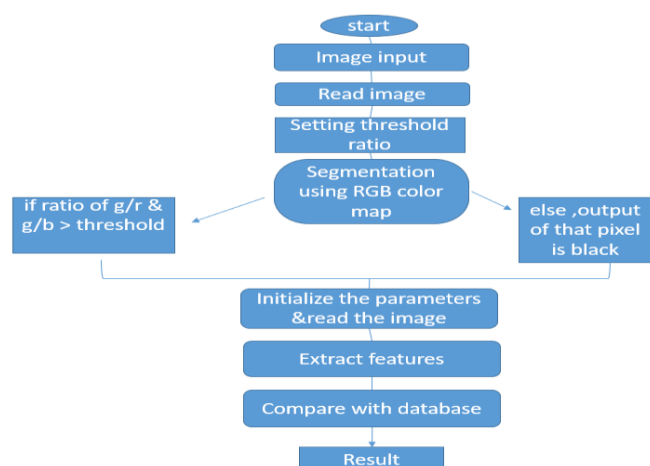 start
Image input
Read image
Setting threshold
ratio
Segmentation
using RGB color
map
if ratio of g/r &
g/b > threshold
else ,output
of that pixel
is black
Initialize the parameters
&read the image
Extract features
Compare with database
Result